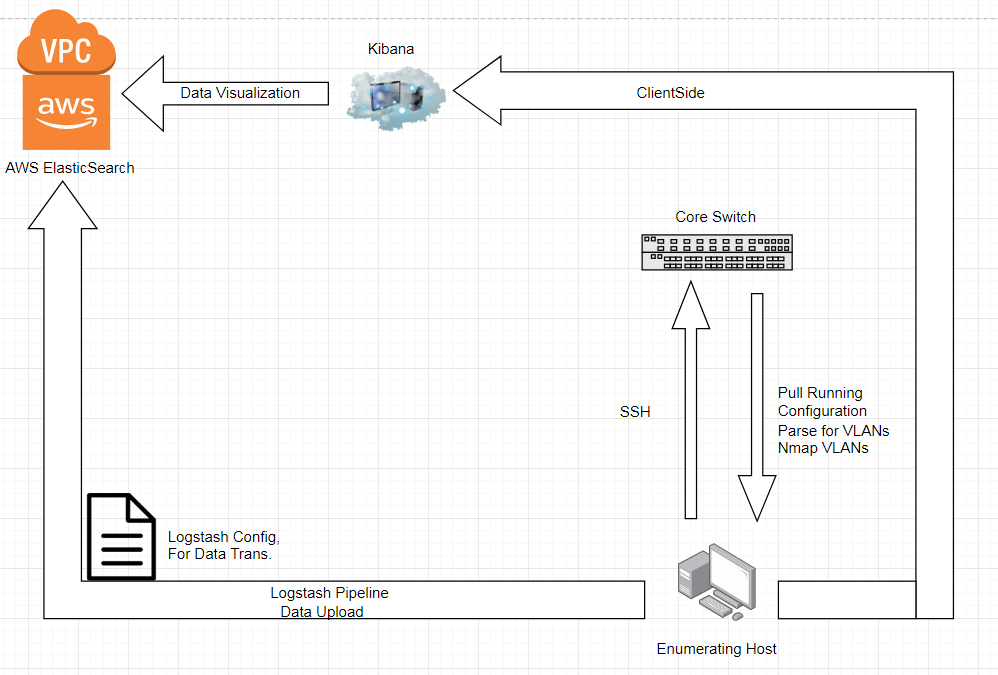 VPC
aws
AWS ElasticSearch
Data Visualization
Kibana
ClientSide
Core Switch
SSH
Pull Running
Configuration
Parse for VLANs
Nmap VLANs
Logstash Config,
For Data Trans.
Logstash Pipeline
Data Upload
Enumerating Host